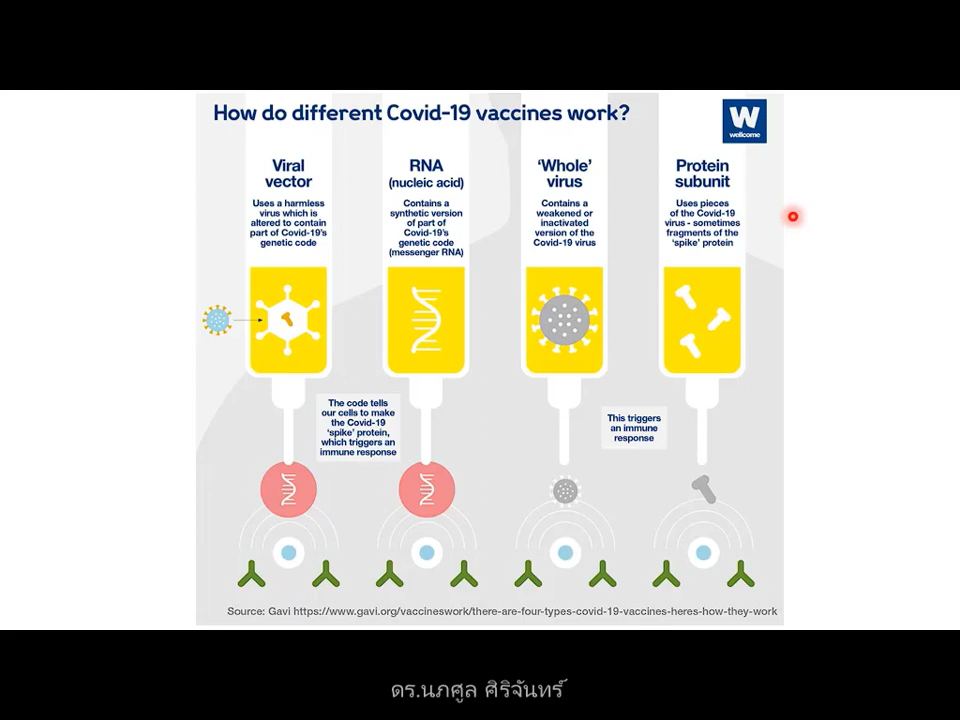 How do different Covid-19 vaccines work?
W
wellcome
Viral
vector
Uses a harmless
virus which is
altered to contain
part of Covid-19's
genetic code
RNA
(nucleic acid)
Contains a
synthetic version
of part of
Covid-19's
genetic code
(messenger RNA)
‘Whole’
virus
Contains a
weakened or
inactivated
version of the
Covid-19 virus
Protein
subunit
Uses pieces
of the Covid-19
virus - sometimes
fragments of the
‘spike’ protein
The code tells
our cells to make
the Covid-19
‘spike’ protein,
which triggers an
immune response
This triggers
an immune
response
Source: Gavi https://www.gavi.org/vaccineswork/there-are-four-types-covid-19-vaccines-heres-how-they-work
ดร.นภศูล ศิริจันทร์